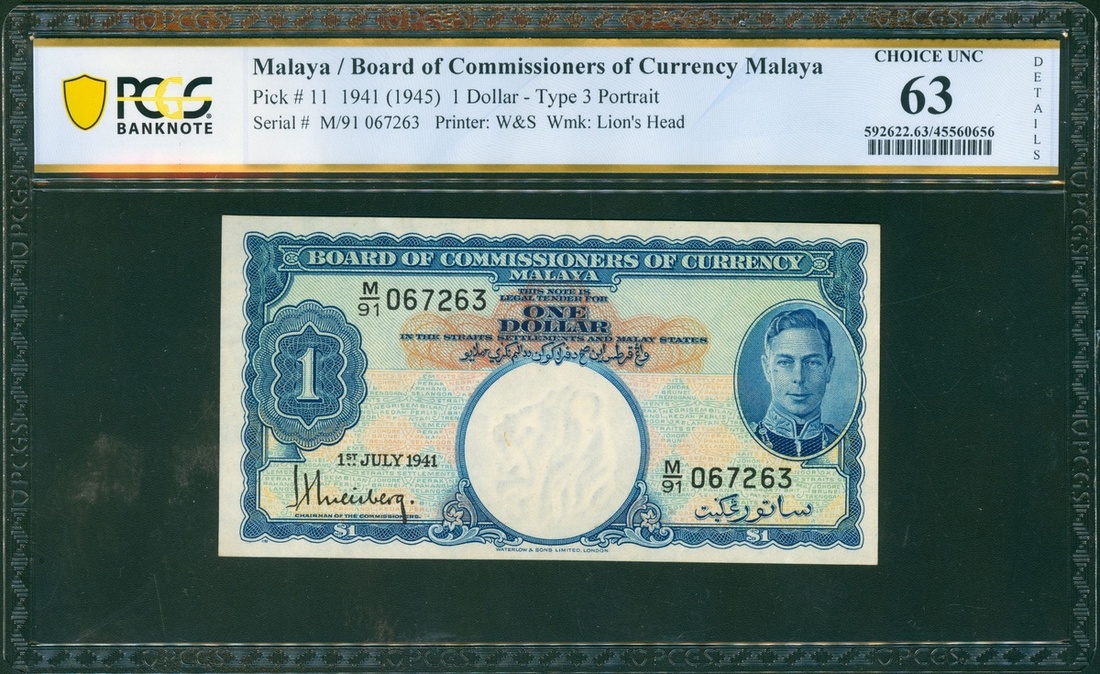 PCGS
BANKNOTE
Malaya / Board of Commissioners of Currency Malaya
Pick # 11 1941 (1945) 1 Dollar - Type 3 Portrait
Serial # M/91 067263 Printer: W&S Wmk: Lion's Head
CHOICE UNC
63
592622.63/45560656
DETAILS
BOARD OF COMMISSIONERS OF CURRENCY
MALAYA
M/91 067263
THIS NOTE IS
LEGAL TENDER FOR
ONE
DOLLAR
IN THE STRAITS SETTLEMENTS AND MALAY STATES
1
1ST JULY 1941
M/91 067263
CHAIRMAN OF THE COMMISSIONERS.
ساتو رڠݢيت
$1
$1
WATERLOW & SONS LIMITED, LONDON